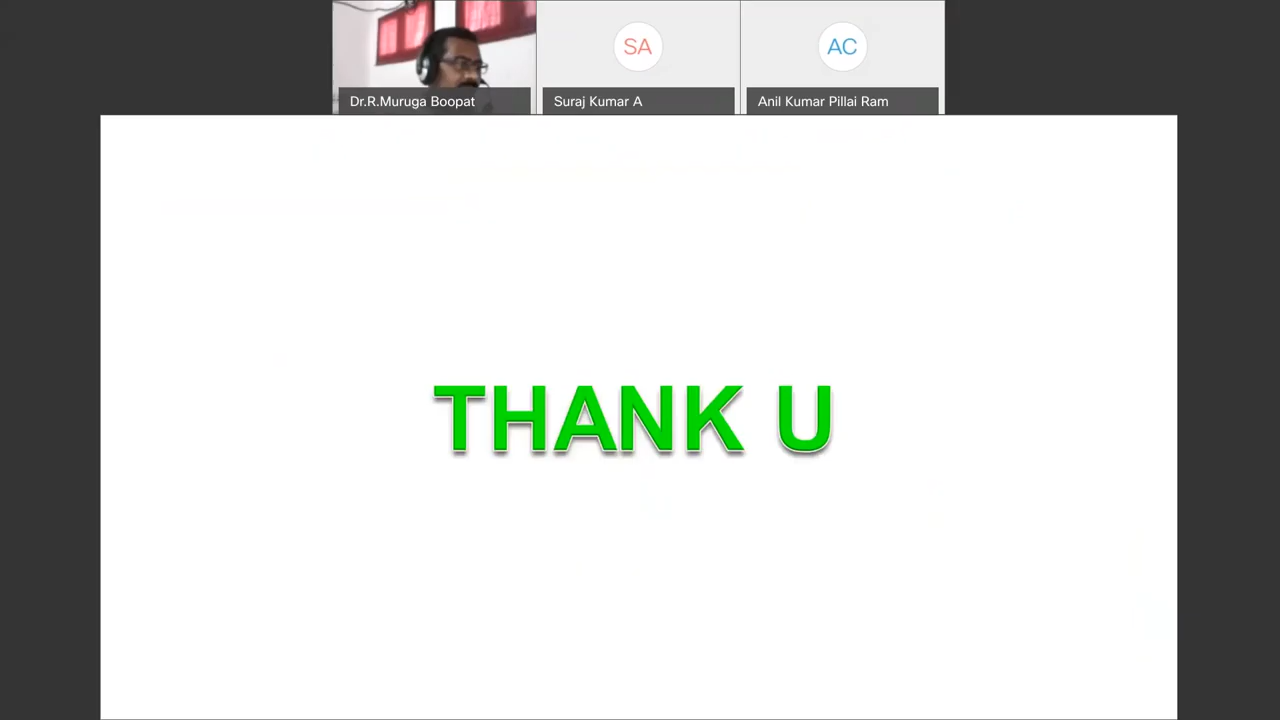 SA
AC
Dr.R.Muruga Boopat
Suraj Kumar A
Anil Kumar Pillai Ram
THANK U